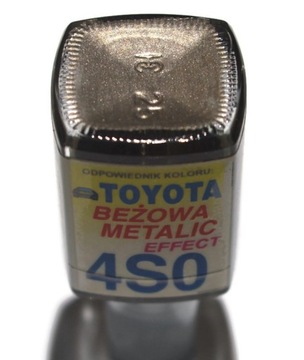 ODPOWIEDNIK KOLORU:
TOYOTA
BEŻOWA
METALIC
EFFECT
4S0